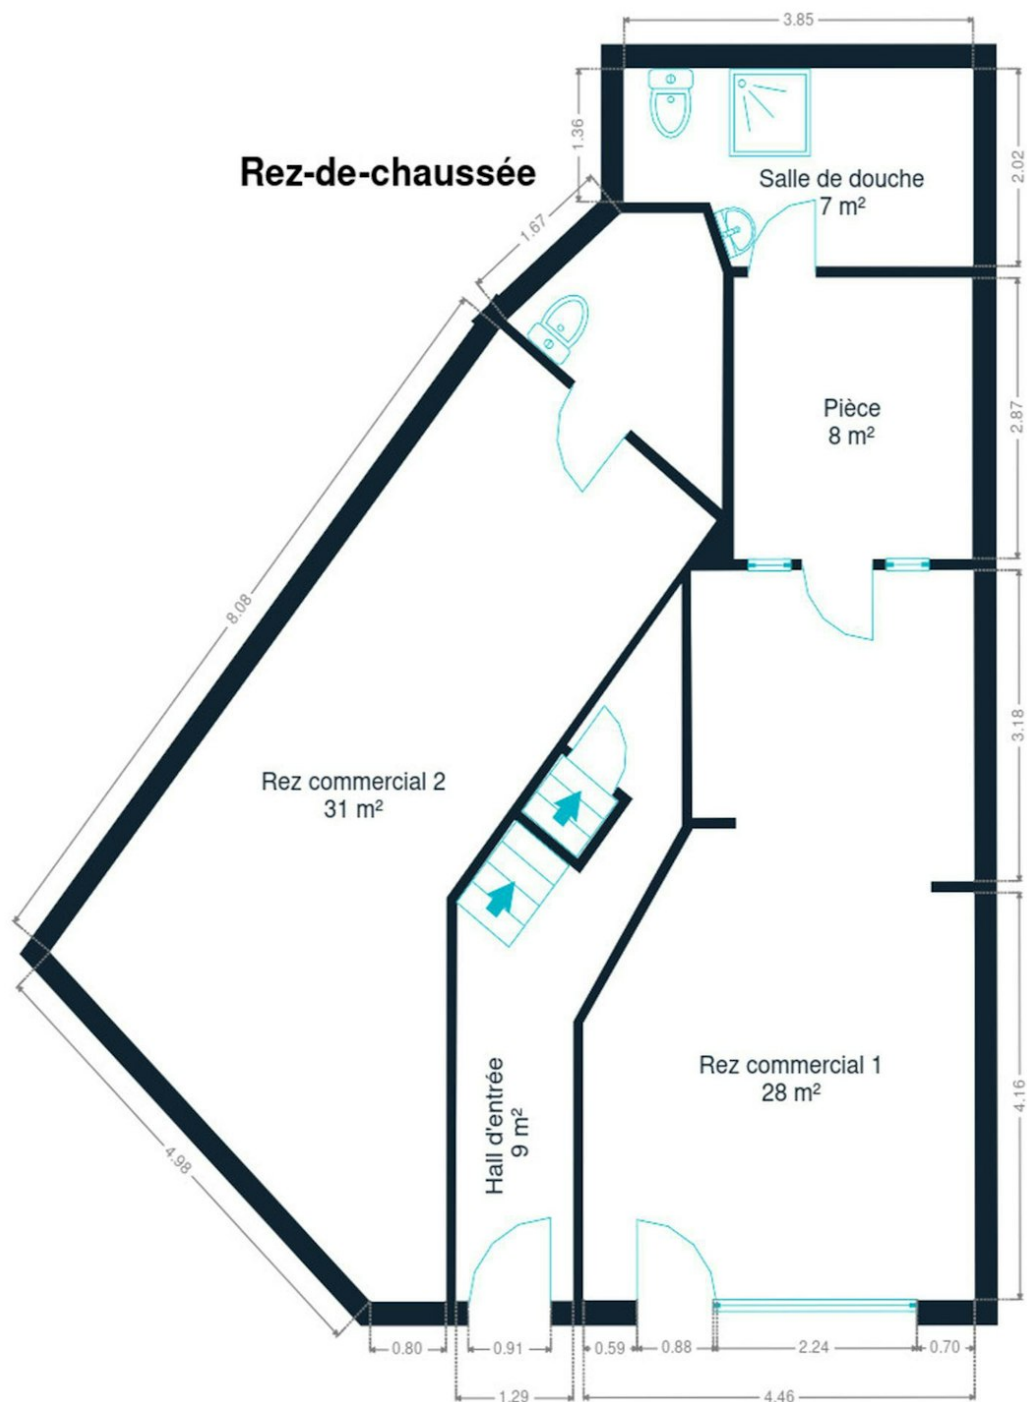 3.85
1.36
2.02
Rez-de-chaussée
Salle de douche
7 m²
1.67
Pièce
8 m²
2.87
8.08
3.18
Rez commercial 2
31 m²
Rez commercial 1
28 m²
Hall d'entrée
9 m²
4.16
4.98
0.80
0.91
0.59
0.88
2.24
0.70
1.29
4.46